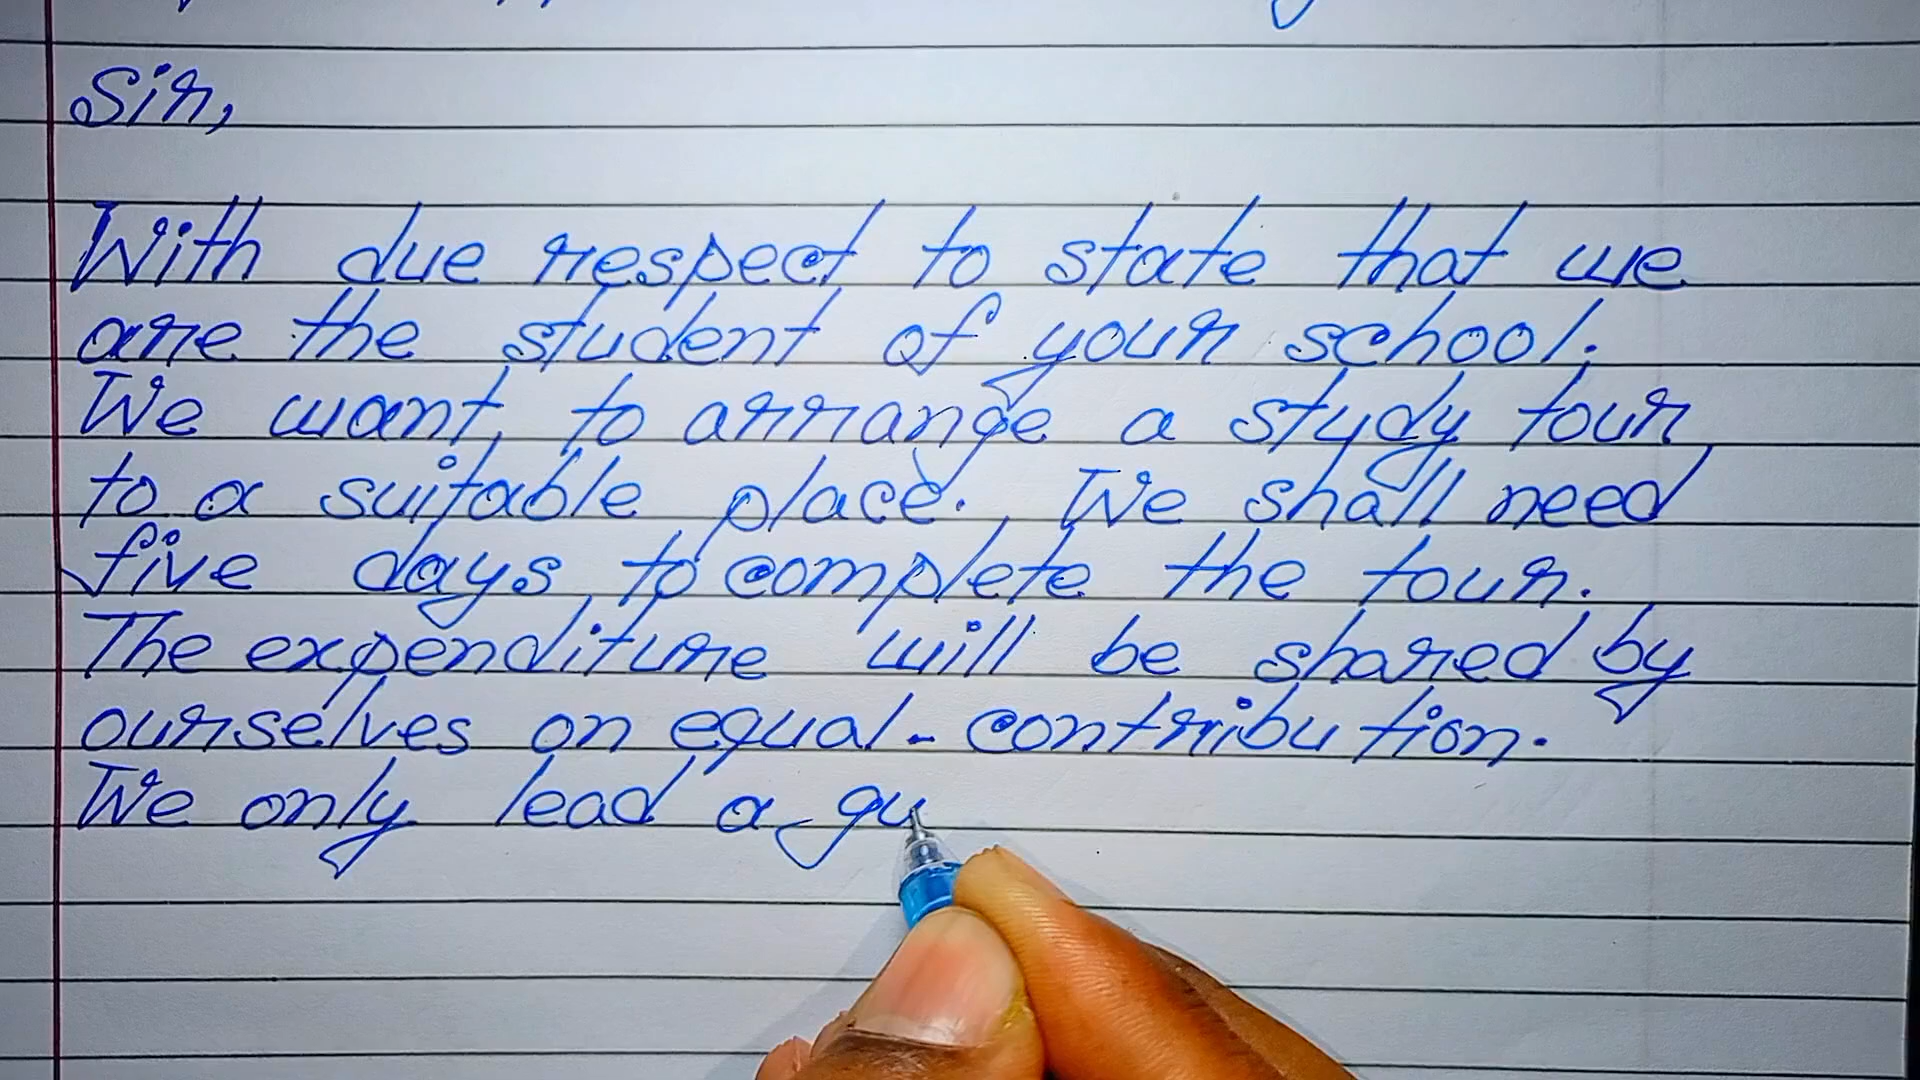 Sir,
With due respect to state that we
are the student of your school.
We want to arrange a study tour
to a suitable place. We shall need
five days to complete the tour.
The expenditure will be shared by
ourselves on equal - contribution.
We only lead a gu